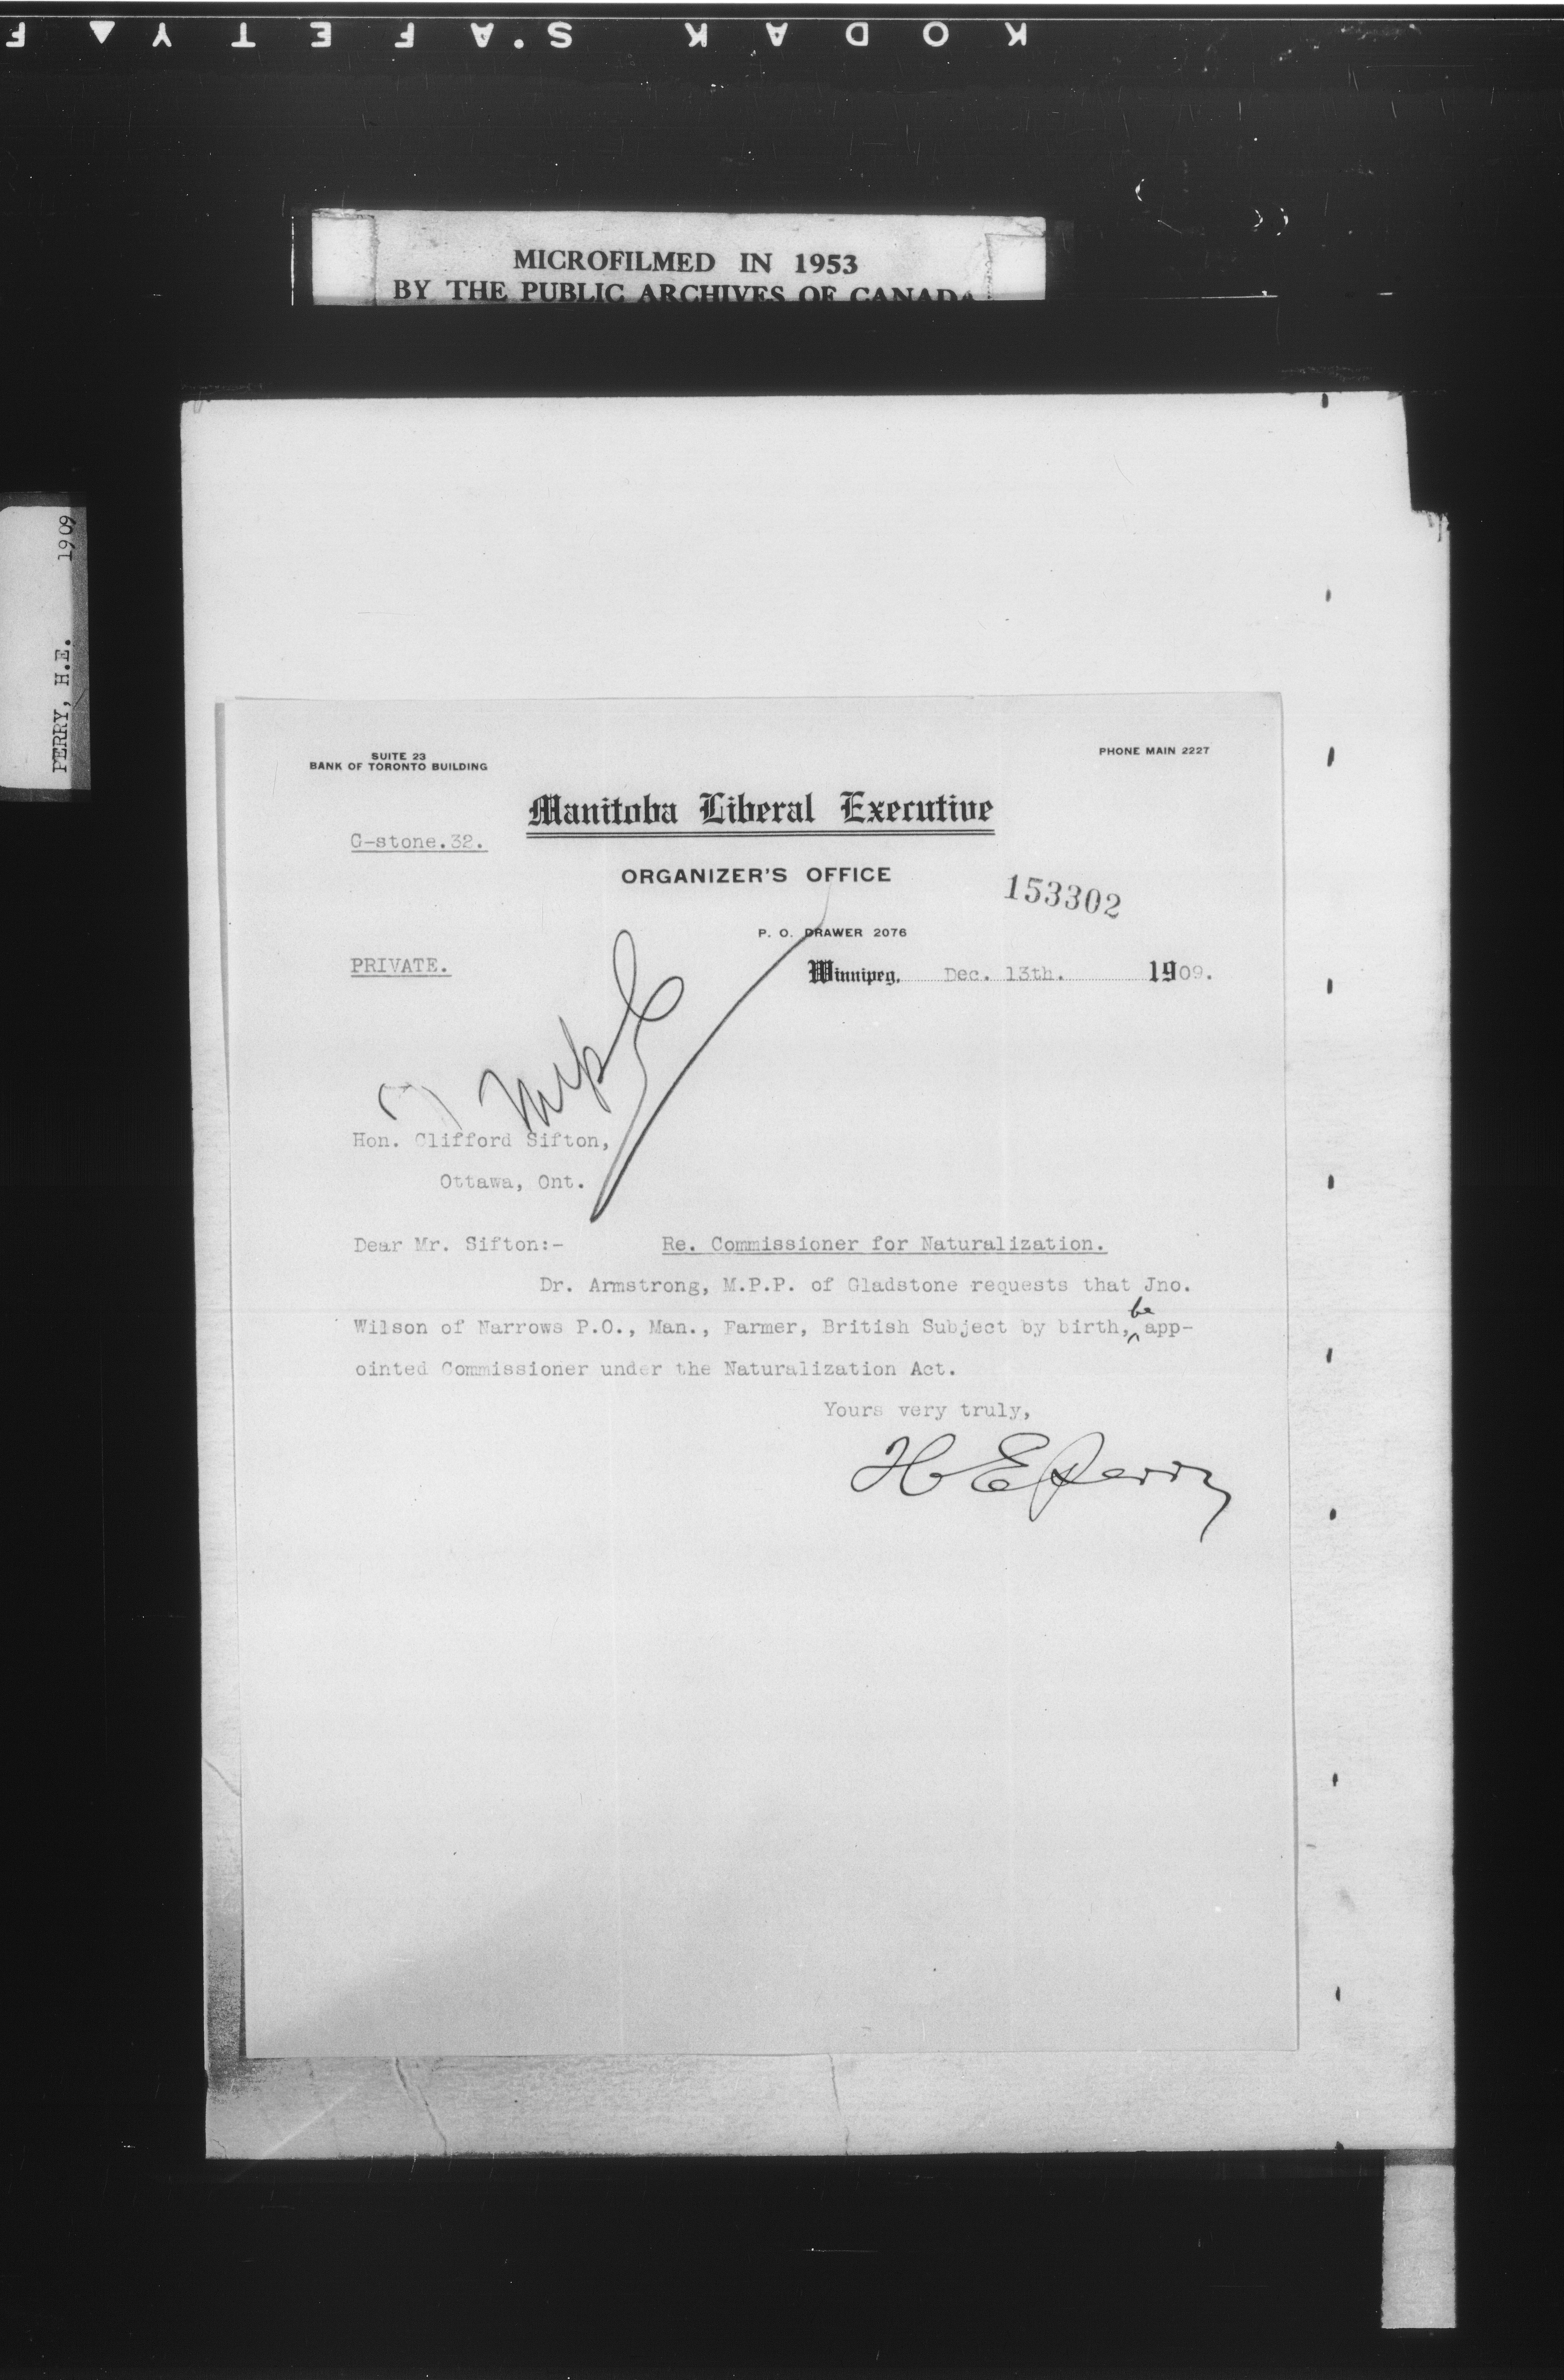 KODAK SAFETY
MICROFILMED IN 1953
BY THE PUBLIC ARCHIVES OF CANADA
PERRY, H.E. 1909
SUITE 23
BANK OF TORONTO BUILDING
PHONE MAIN 2227
Manitoba Liberal Executive
G-stone.32.
ORGANIZER'S OFFICE
153302
P. O. DRAWER 2076
PRIVATE.
Winnipeg, Dec. 13th. 1909.
Hon. Clifford Sifton,
Ottawa, Ont.
Dear Mr. Sifton:- Re. Commissioner for Naturalization.
Dr. Armstrong, M.P.P. of Gladstone requests that Jno.
Wilson of Narrows P.O., Man., Farmer, British Subject by birth, be app-
ointed Commissioner under the Naturalization Act.
Yours very truly,
H E Perry